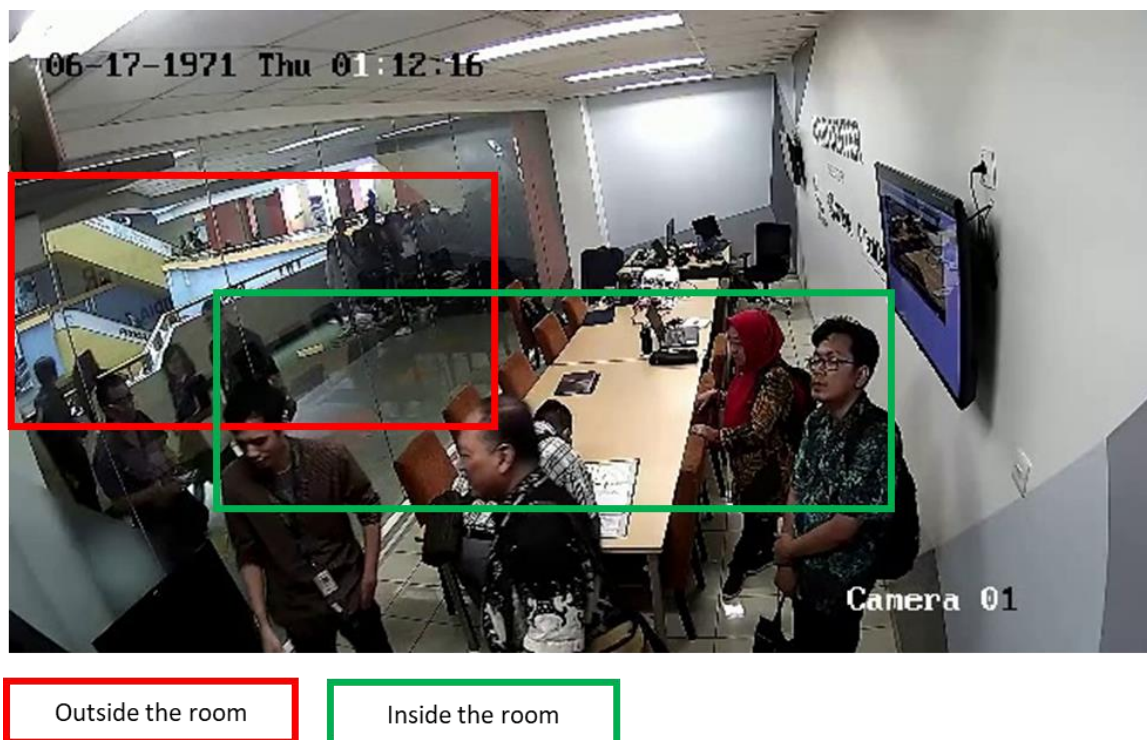 06-17-1971 Thu 01:12:16
Camera 01
Outside the room
Inside the room